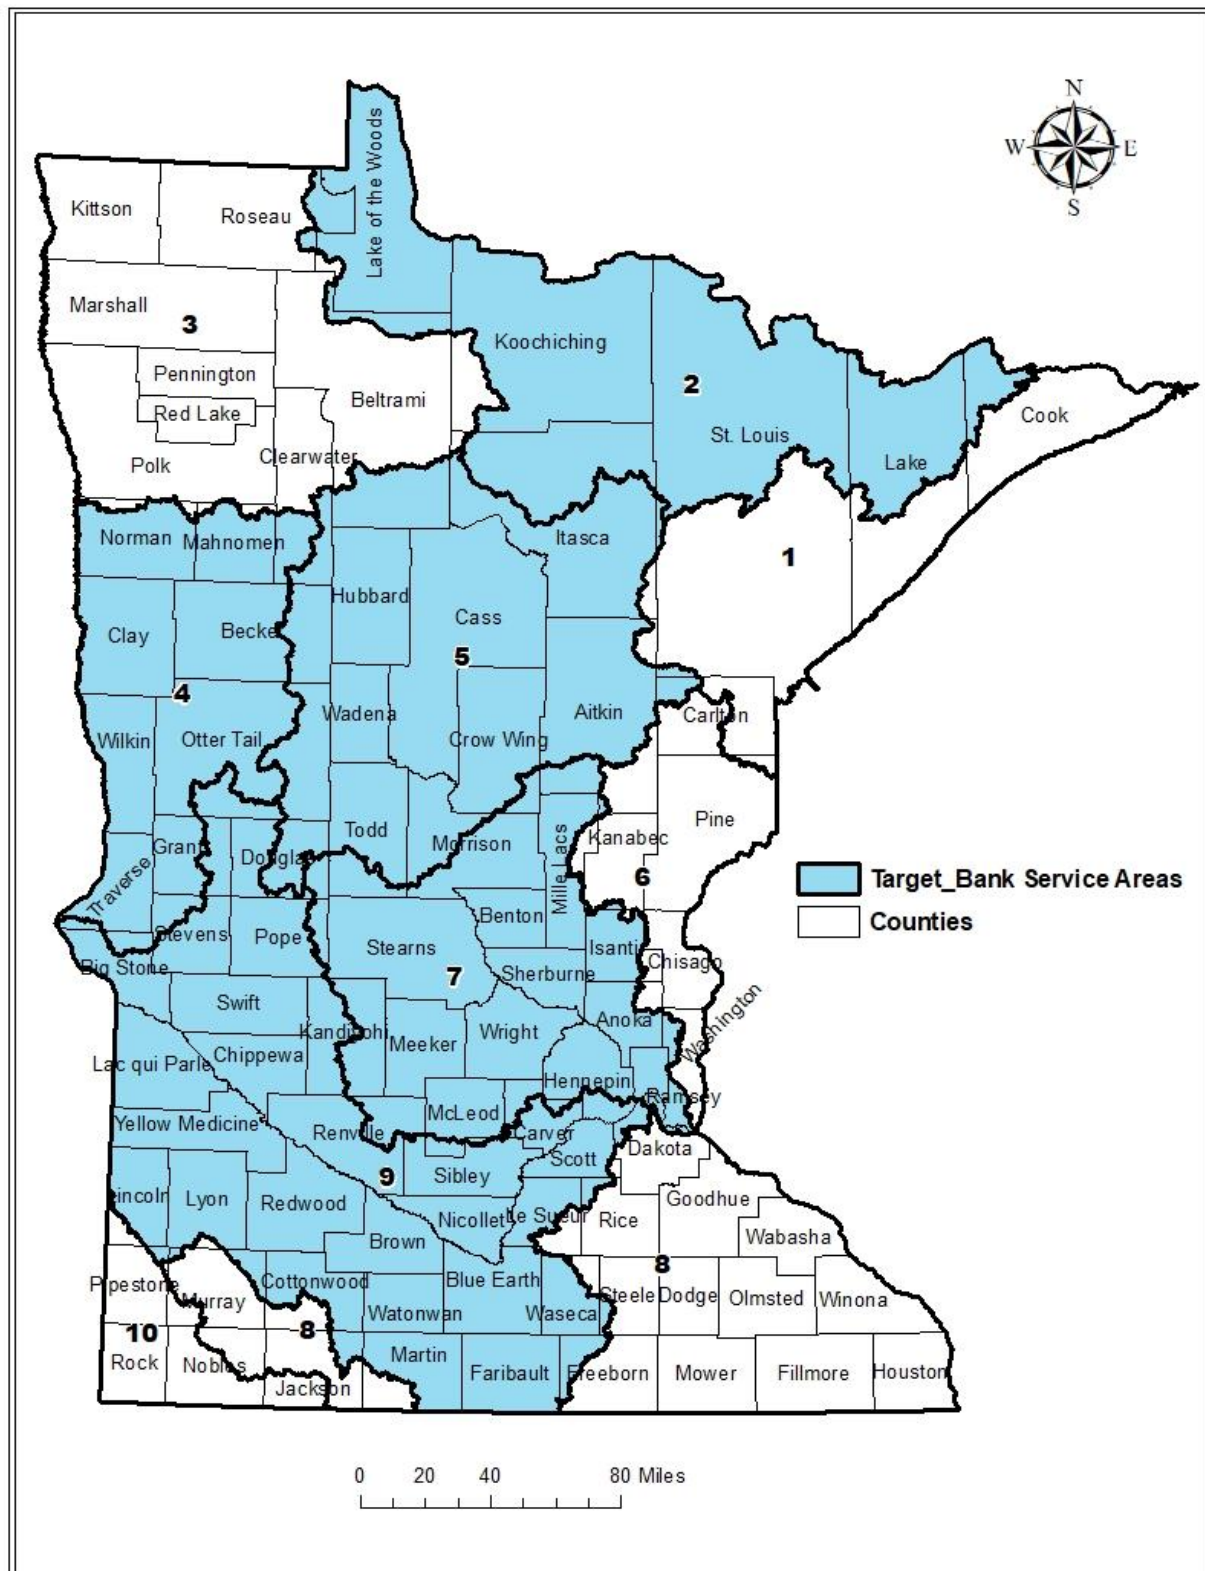 N
W E
S
Kittson
Roseau
Lake of the Woods
Marshall
3
Koochiching
Pennington
2
Beltrami
Red Lake
Cook
St. Louis
Polk
Clearwater
Lake
Norman
Mahnomen
Itasca
1
Hubbard
Cass
Clay
Becke
5
4
Wadena
Aitkin
Carlton
Wilkin
Otter Tail
Crow Wing
Pine
Todd
Morrison
Mille Lacs
Kanabec
Grant
Douglas
Traverse
6
Target_Bank Service Areas
Counties
Benton
Stevens
Pope
Stearns
Isanti
Big Stone
Sherburne
Chisago
7
Swift
Washington
Anoka
Kandiyohi
Wright
Meeker
Chippewa
Lac qui Parle
Hennepin
Ramsey
McLeod
Yellow Medicine
Renville
Carver
Scott
Dakota
9
Sibley
Lincoln
Lyon
Redwood
Goodhue
Nicollet
Le Sueur
Rice
Wabasha
Brown
8
Pipestone
Cottonwood
Blue Earth
Murray
Steele
Dodge
Olmsted
Winona
Watonwan
Waseca
10
8
Martin
Rock
Nobles
Faribault
Freeborn
Mower
Fillmore
Houston
Jackson
0 20 40 80 Miles